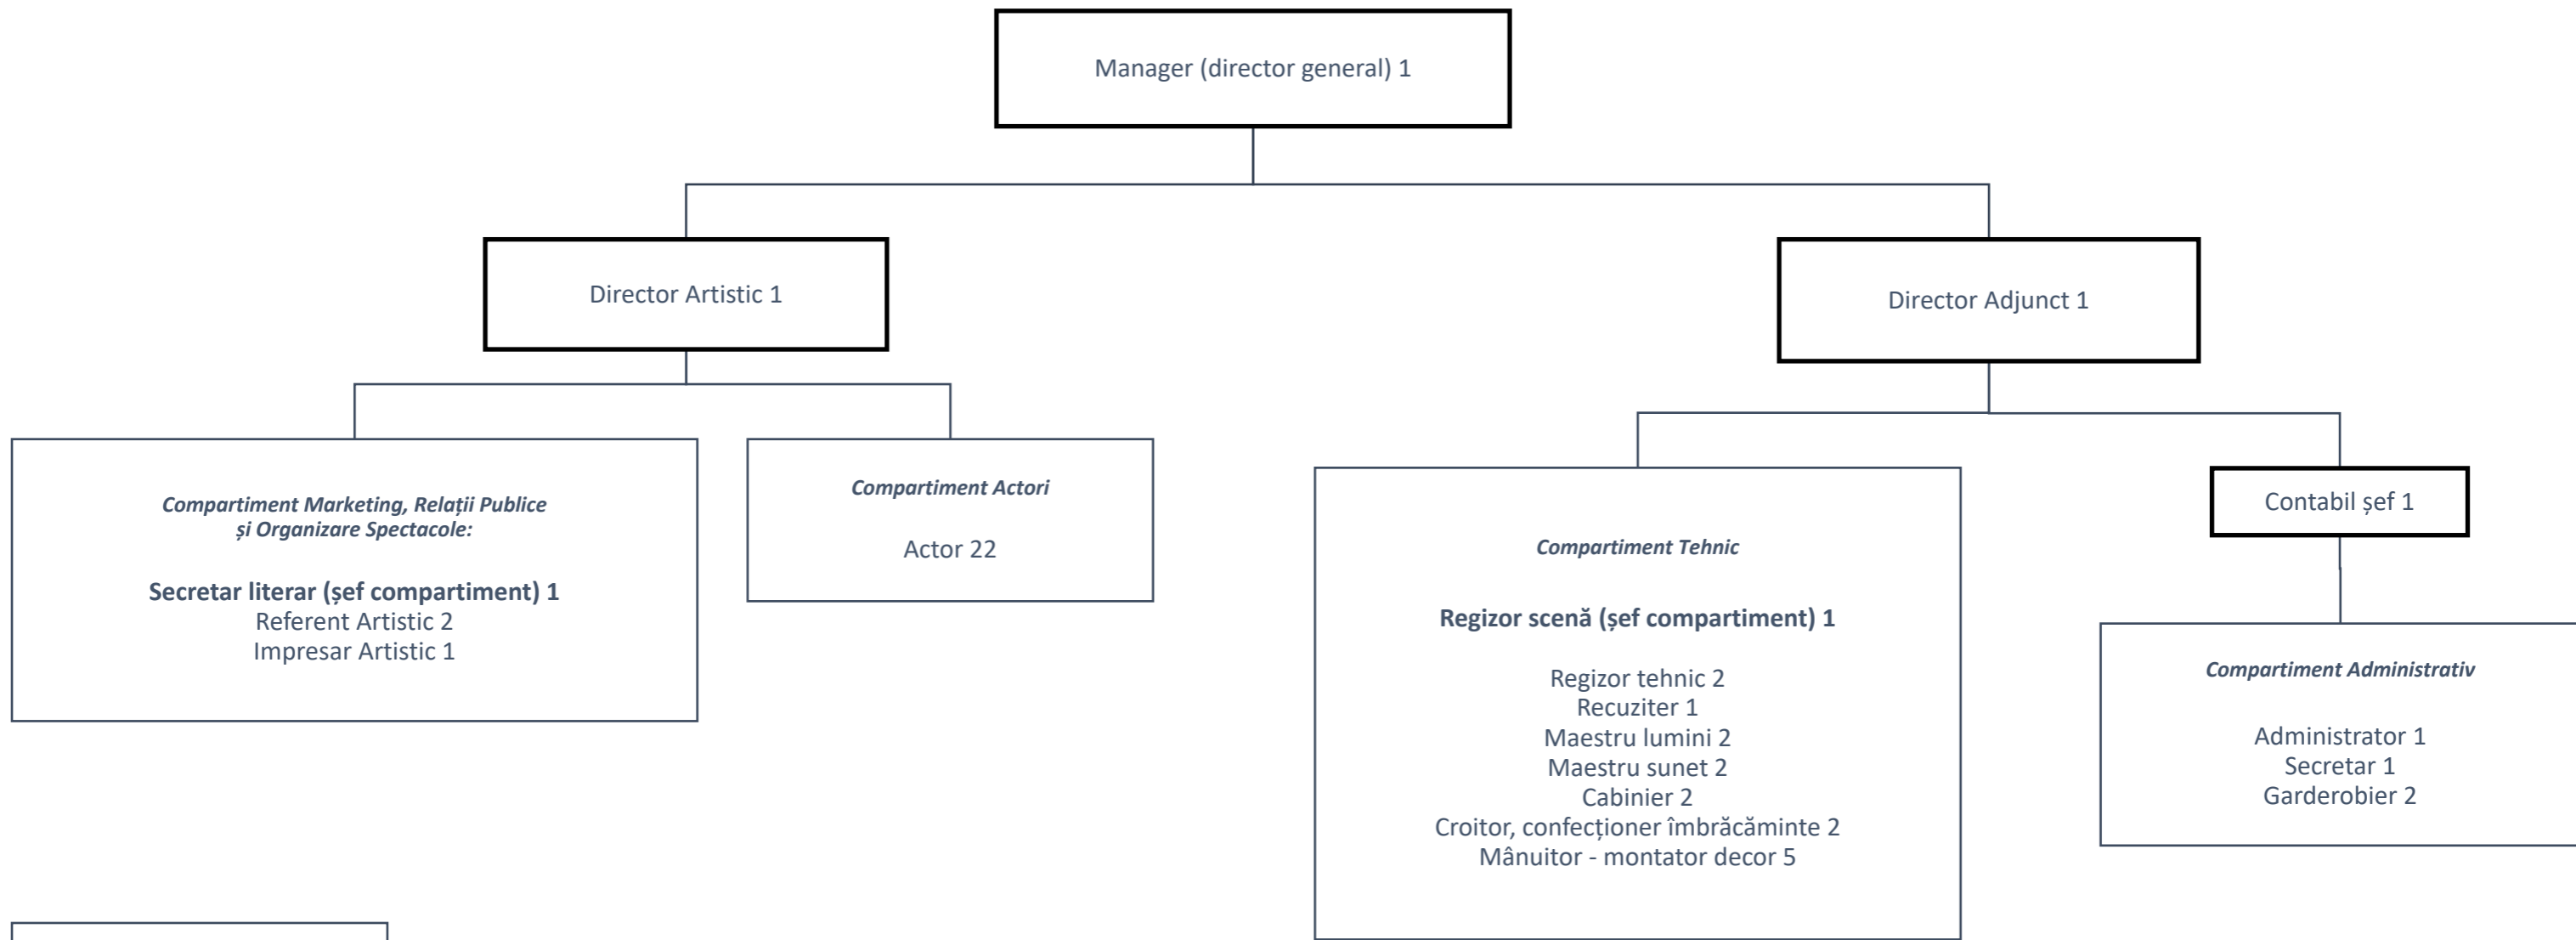 Manager (director general) 1
Director Artistic 1
Director Adjunct 1
Compartiment Marketing, Relații Publice
și Organizare Spectacole:
Secretar literar (șef compartiment) 1
Referent Artistic 2
Impresar Artistic 1
Compartiment Actori
Actor 22
Compartiment Tehnic
Regizor scenă (șef compartiment) 1
Regizor tehnic 2
Recuziter 1
Maestru lumini 2
Maestru sunet 2
Cabinier 2
Croitor, confecționer îmbrăcăminte 2
Mânuitor - montator decor 5
Contabil șef 1
Compartiment Administrativ
Administrator 1
Secretar 1
Garderobier 2